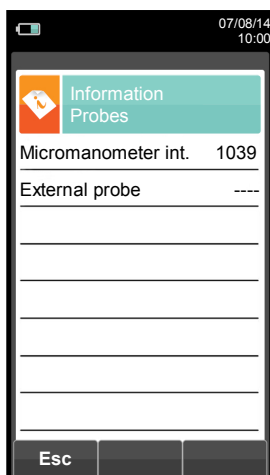 07/08/14
10:00
Information
Probes
Micromanometer int. 1039
External probe ----
Esc